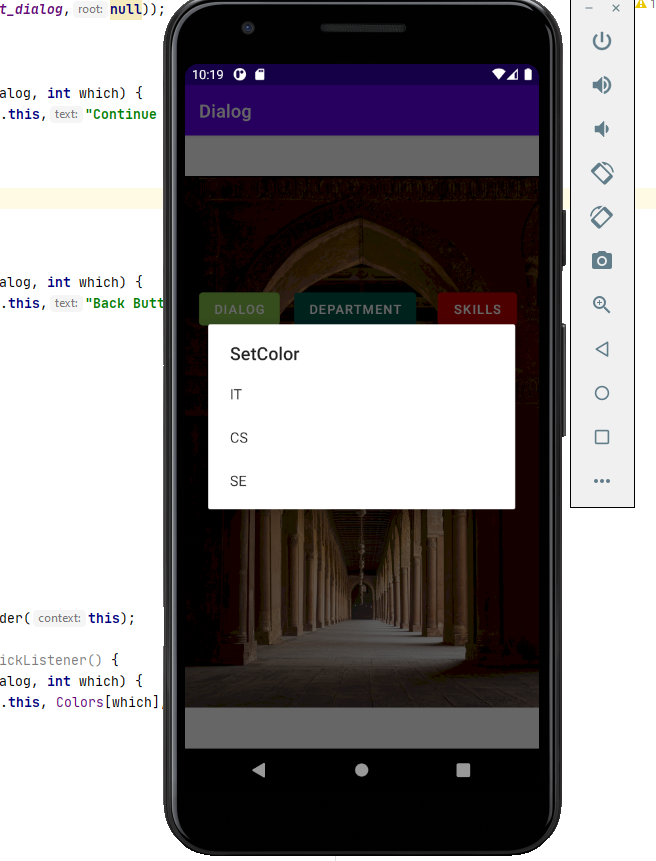 t_dialog, root: null));
alog, int which) {
.this, text: "Continue
alog, int which) {
.this, text: "Back Butt
der( context: this);
ickListener() {
alog, int which) {
.this, Colors[which],
10:19
Dialog
DIALOG DEPARTMENT SKILLS
SetColor
IT
CS
SE
1